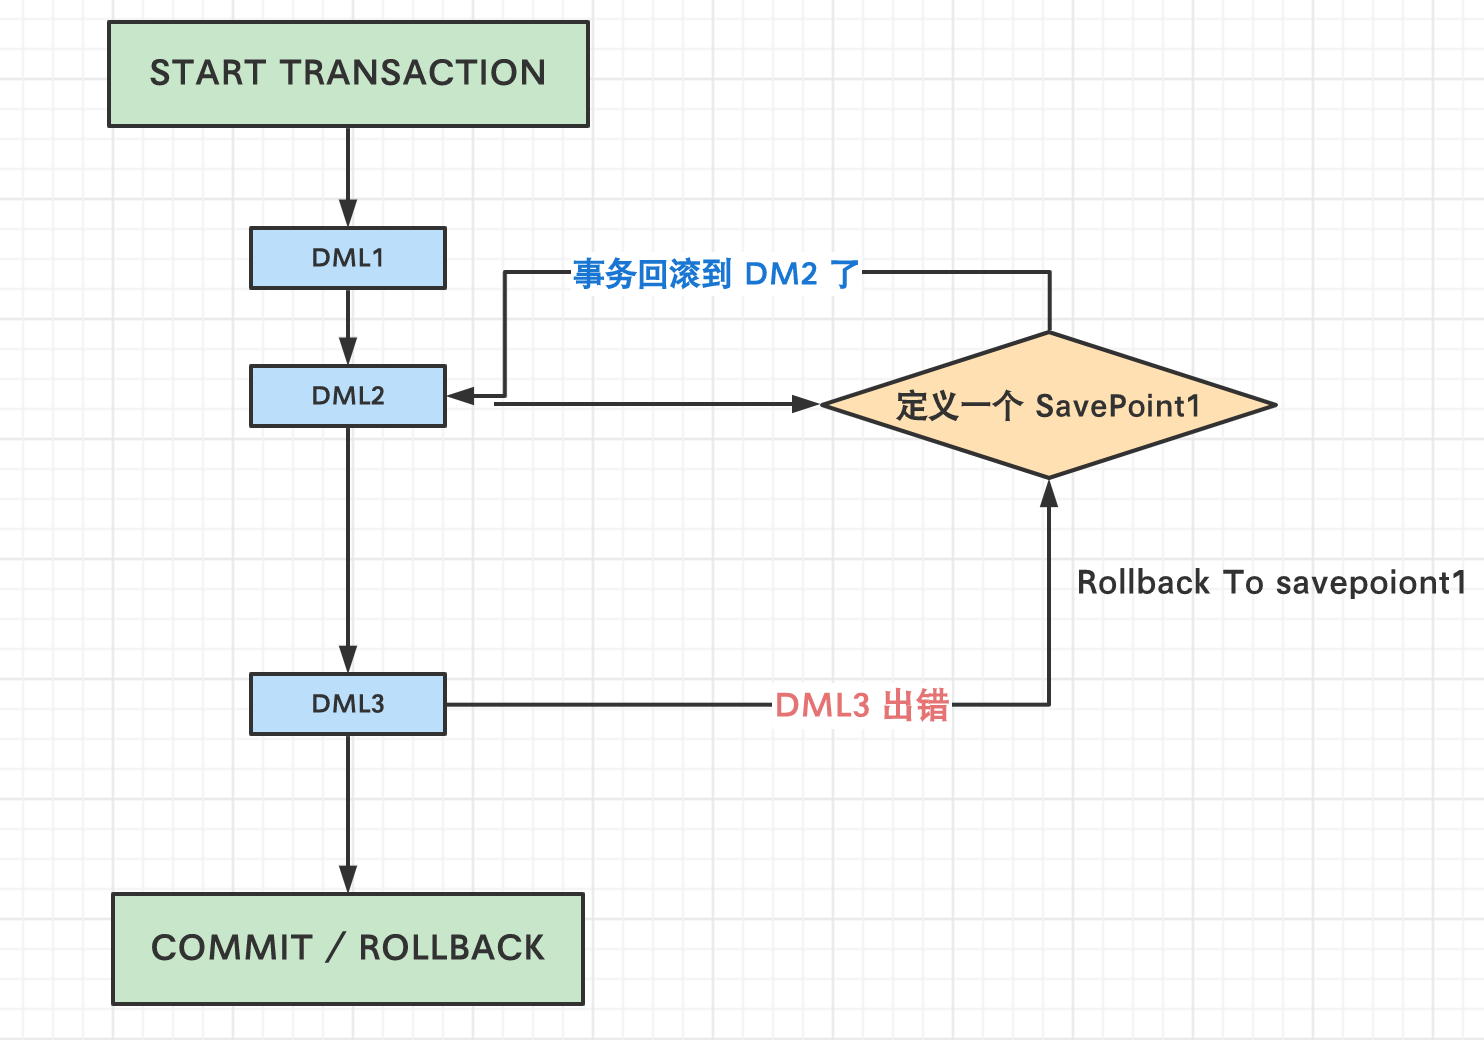 START TRANSACTION
DML1
事务回滚到 DM2 了
DML2
定义一个 SavePoint1
Rollback To savepoiont1
DML3
DML3 出错
COMMIT / ROLLBACK